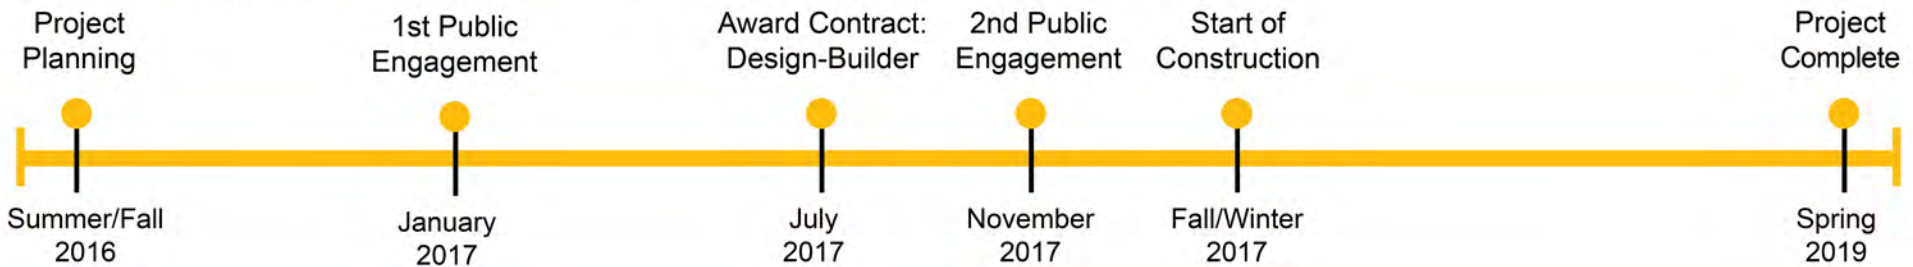 Project
Planning
1st Public
Engagement
Award Contract:
Design-Builder
2nd Public
Engagement
Start of
Construction
Project
Complete
Summer/Fall
2016
January
2017
July
2017
November
2017
Fall/Winter
2017
Spring
2019